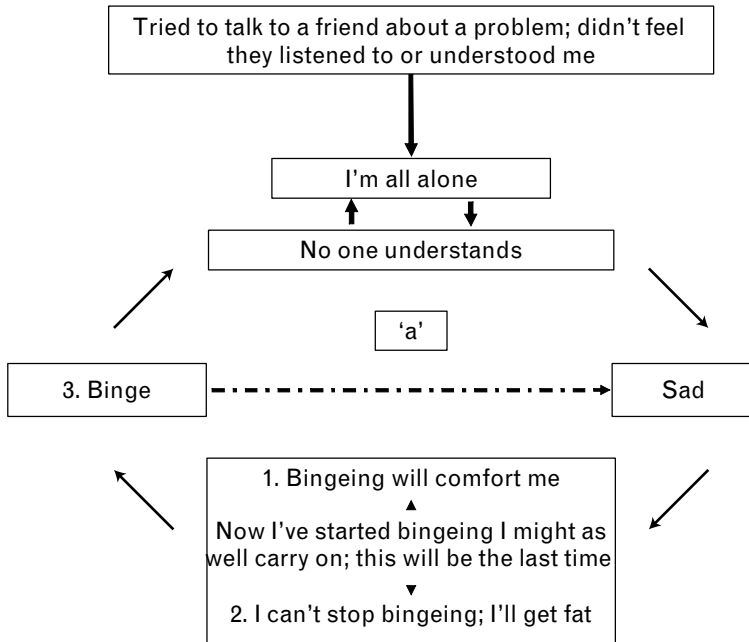 Tried to talk to a friend about a problem; didn’t feel
they listened to or understood me
I’m all alone
No one understands
‘a’
3. Binge
Sad
1. Bingeing will comfort me
Now I’ve started bingeing I might as
well carry on; this will be the last time
2. I can’t stop bingeing; I’ll get fat